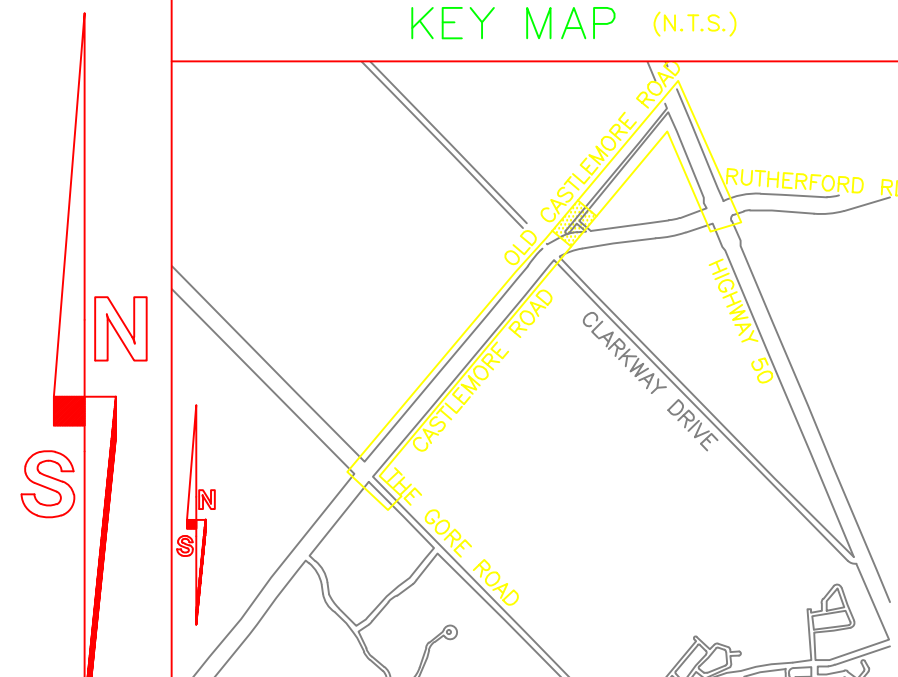 KEY MAP (N.T.S.)
OLD CASTLEMORE ROAD
RUTHERFORD
HIGHWAY 50
CASTLEMORE ROAD
CLARKWAY DRIVE
THE GORE ROAD
N
S
N
S